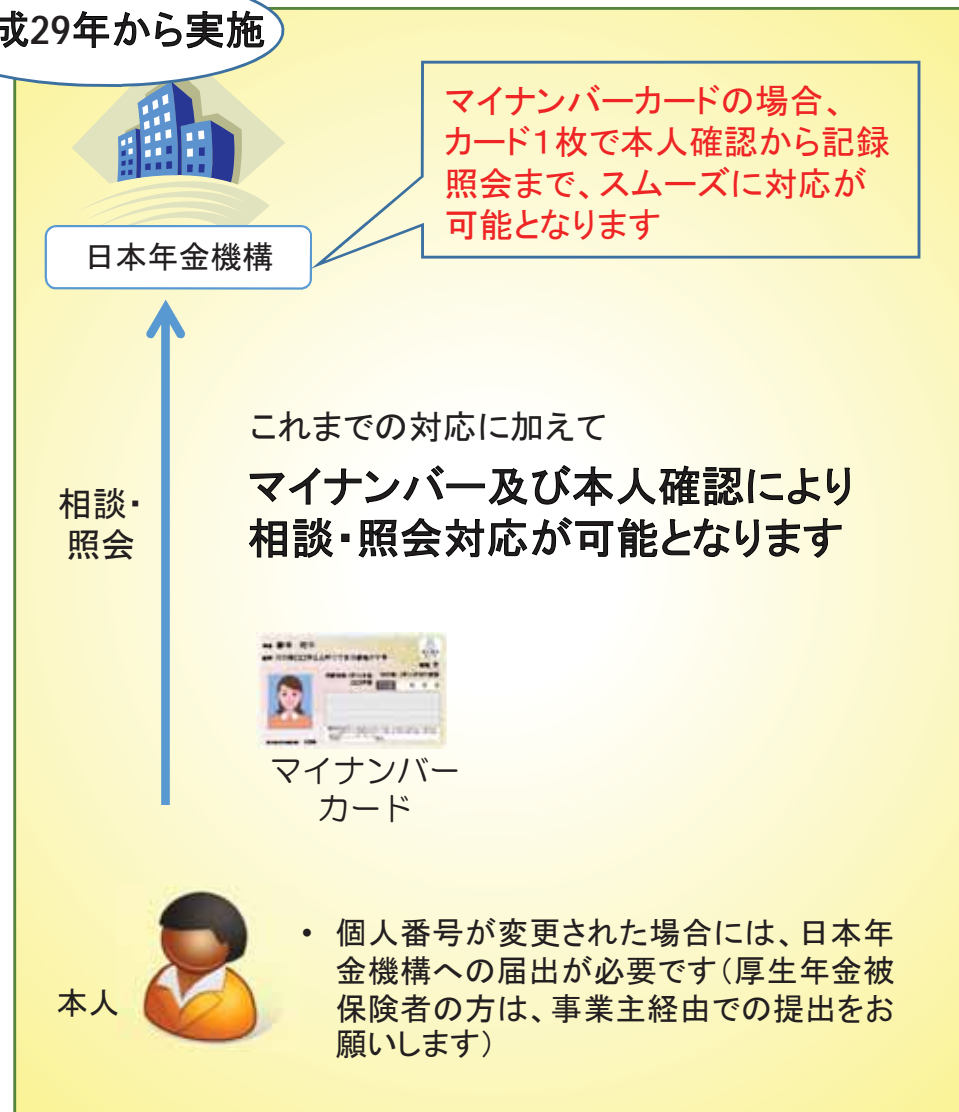 成29年から実施
マイナンバーカードの場合、
カード１枚で本人確認から記録
照会まで、スムーズに対応が
可能となります
日本年金機構
これまでの対応に加えて
マイナンバー及び本人確認により
相談・照会対応が可能となります
相談・
照会
マイナンバー
カード
本人
• 個人番号が変更された場合には、日本年
金機構への届出が必要です（厚生年金被
保険者の方は、事業主経由での提出をお
願いします）